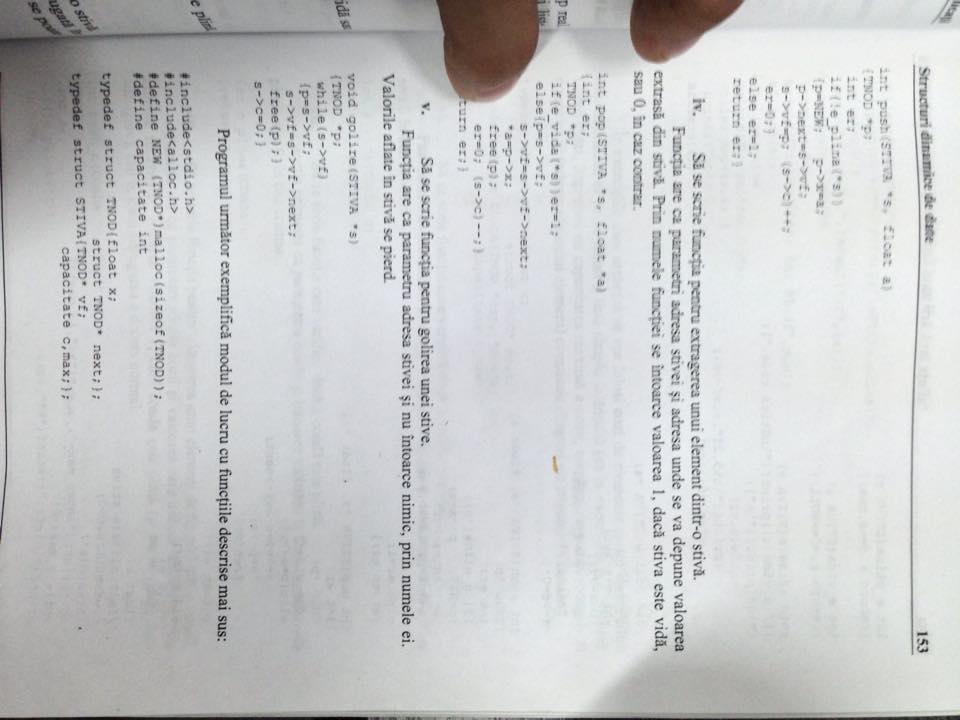 Structuri dinamice de date 153
int push(STIVA *s, float a)
{TNOD *p;
int er;
if(!e_plina(*s))
{p=NEW; p->x=a;
p->next=s->vf;
s->vf=p; (s->c)++;
er=0;}
else er=1;
return er;}
iv. Să se scrie funcţia pentru extragerea unui element dintr-o stivă.
Funcţia are ca parametri adresa stivei şi adresa unde se va depune valoarea
extrasă din stivă. Prin numele funcţiei se întoarce valoarea 1, dacă stiva este vidă,
sau 0, în caz contrar.
int pop(STIVA *s, float *a)
{int er;
TNOD *p;
if(e_vida(*s))er=1;
else{p=s->vf;
s->vf=s->vf->next;
*a=p->x;
free(p);
er=0; (s->c)--;}
turn er;}
v. Să se scrie funcţia pentru golirea unei stive.
Funcţia are ca parametru adresa stivei şi nu întoarce nimic, prin numele ei.
Valorile aflate în stivă se pierd.
void golire(STIVA *s)
{TNOD *p;
while(s->vf)
{p=s->vf;
s->vf=s->vf->next;
free(p);}
s->c=0;}
Programul următor exemplifică modul de lucru cu funcţiile descrise mai sus:
#include<stdio.h>
#include<alloc.h>
#define NEW (TNOD*)malloc(sizeof(TNOD));
#define capacitate int
typedef struct TNOD{float x;
struct TNOD* next;};
typedef struct STIVA{TNOD* vf;
capacitate c,max;};